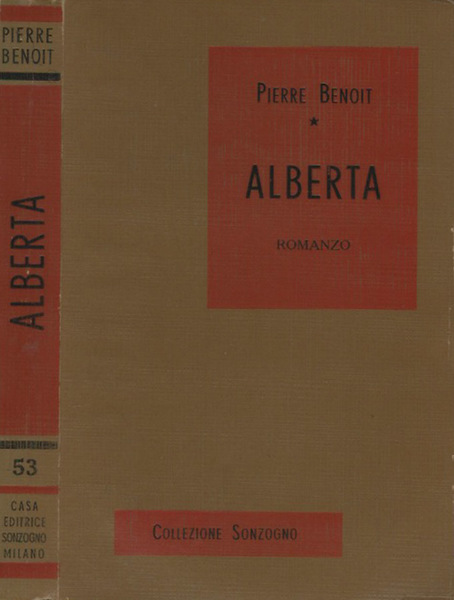 PIERRE
BENOIT
ALBERTA
53
CASA
EDITRICE
SONZOGNO
MILANO
PIERRE BENOIT
★
ALBERTA
ROMANZO
COLLEZIONE SONZOGNO